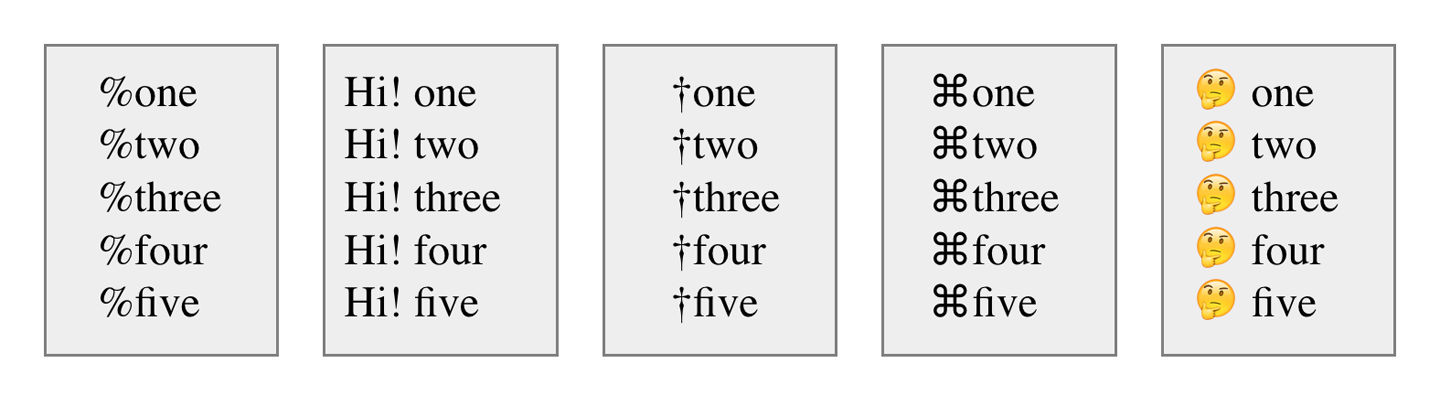 %one
%two
%three
%four
%five
Hi! one
Hi! two
Hi! three
Hi! four
Hi! five
†one
†two
†three
†four
†five
⌘one
⌘two
⌘three
⌘four
⌘five
🤔 one
🤔 two
🤔 three
🤔 four
🤔 five